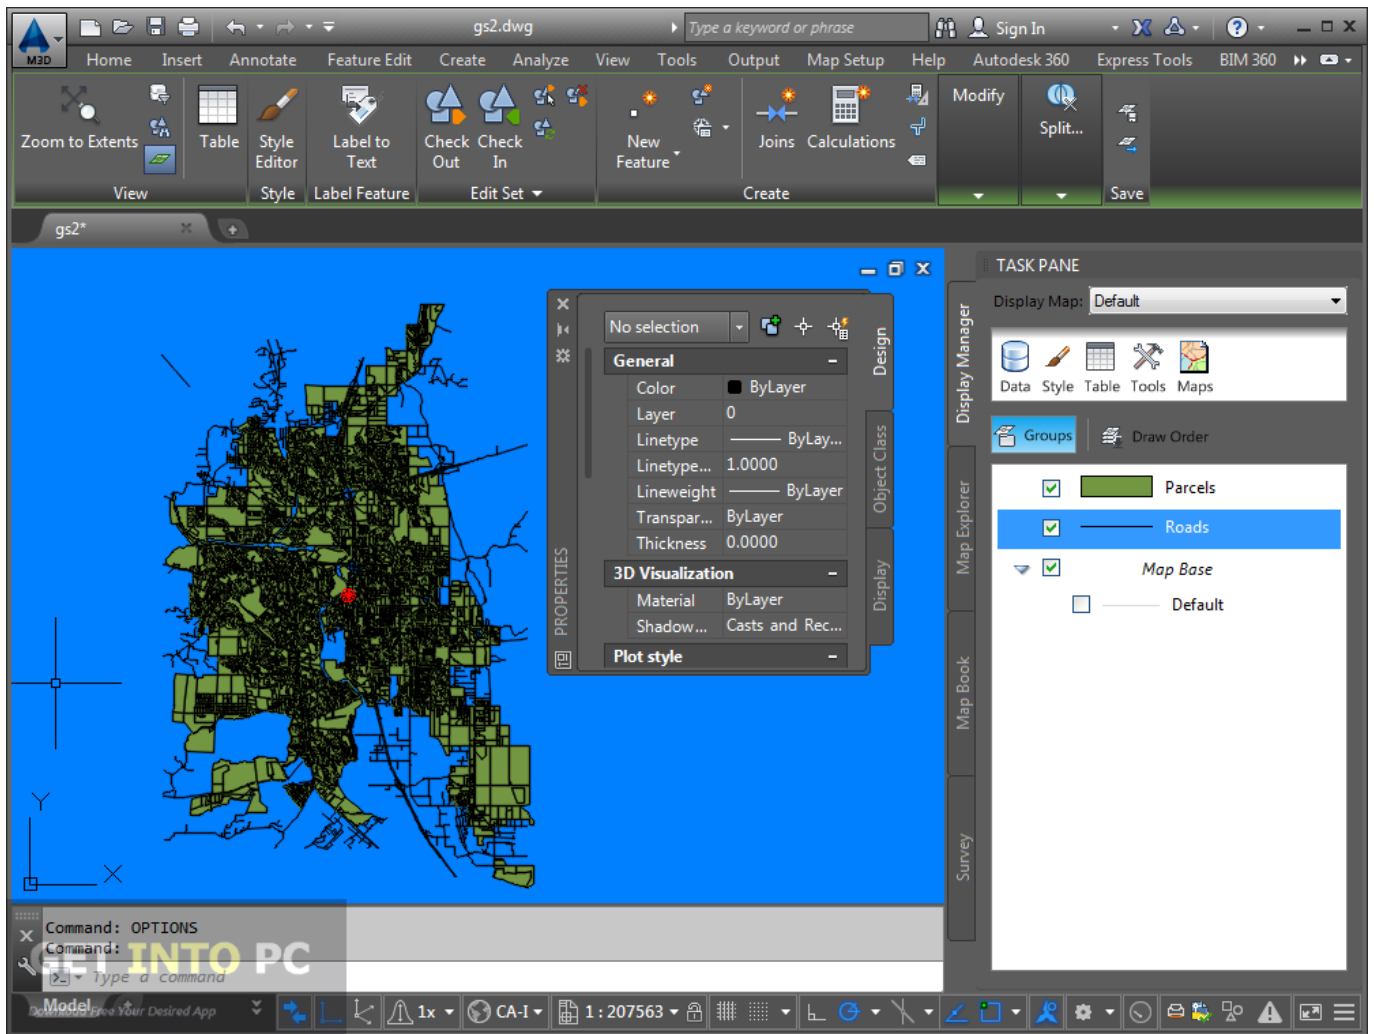 gs2.dwg
Type a keyword or phrase
Sign In
M3D
Home Insert Annotate Feature Edit Create Analyze View Tools Output Map Setup Help Autodesk 360 Express Tools BIM 360
Zoom to Extents
Table
Style Editor
Label to Text
Check Out
Check In
New Feature
Joins
Calculations
Modify
Split...
View
Style
Label Feature
Edit Set
Create
Save
gs2*
PROPERTIES
No selection
General
Color ByLayer
Layer 0
Linetype ByLay...
Linetype... 1.0000
Lineweight ByLayer
Transpar... ByLayer
Thickness 0.0000
3D Visualization
Material ByLayer
Shadow... Casts and Rec...
Plot style
Design
Object Class
Display
Y
X
TASK PANE
Display Map: Default
Data Style Table Tools Maps
Groups Draw Order
Parcels
Roads
Map Base
Default
Display Manager
Map Explorer
Map Book
Survey
Command: OPTIONS
Command:
Type a command
GET INTO PC
Download Free Your Desired App
Model
1x
CA-I
1:207563